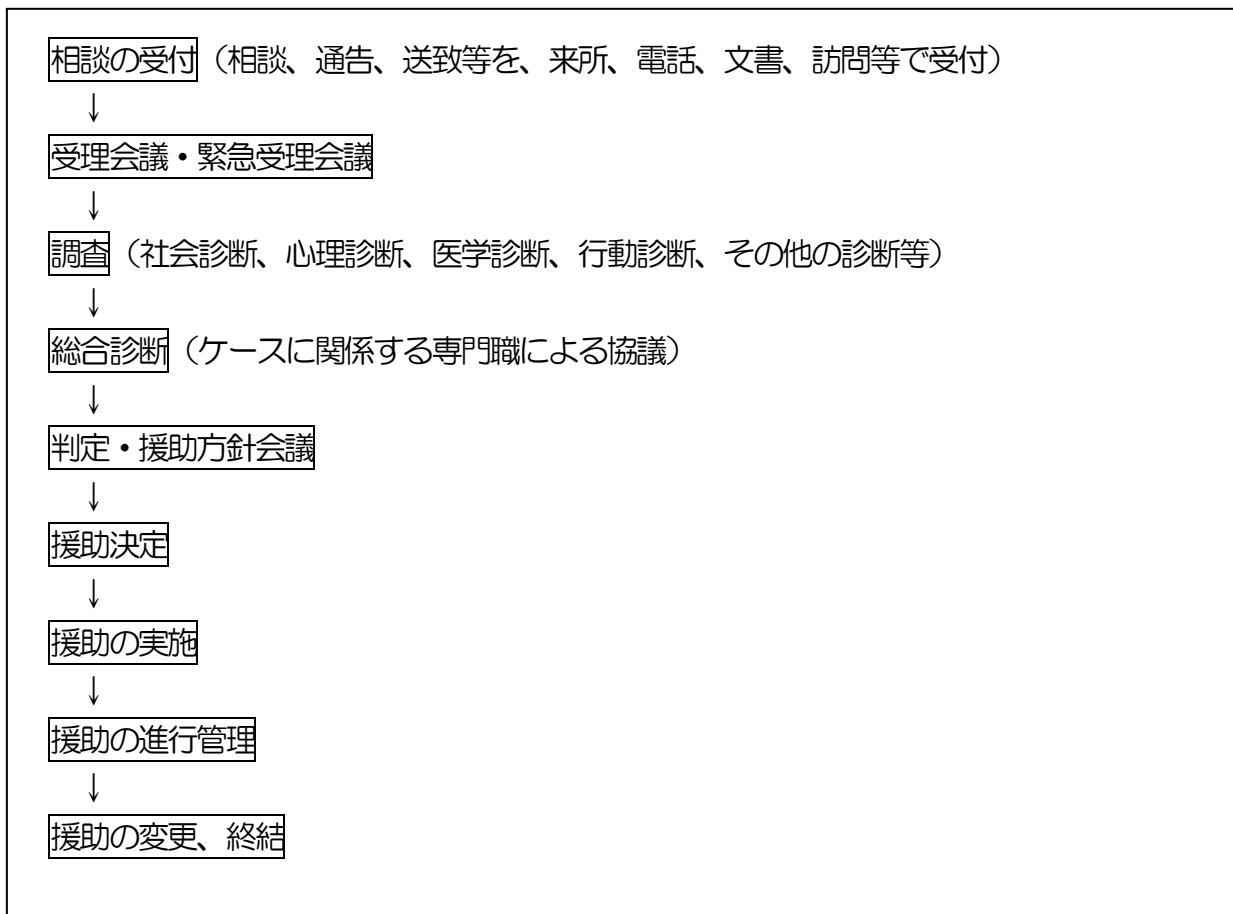 相談の受付（相談、通告、送致等を、来所、電話、文書、訪問等で受付）
↓
受理会議・緊急受理会議
↓
調査（社会診断、心理診断、医学診断、行動診断、その他の診断等）
↓
総合診断（ケースに関係する専門職による協議）
↓
判定・援助方針会議
↓
援助決定
↓
援助の実施
↓
援助の進行管理
↓
援助の変更、終結